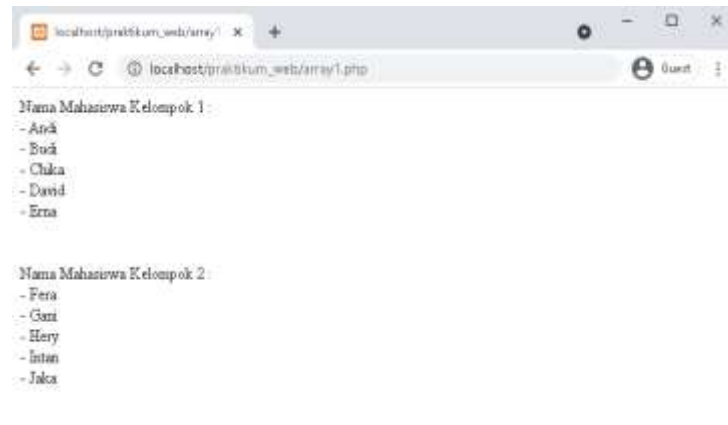 localhost/praktikum_web/array1
localhost/praktikum_web/array1.php
Guest
Nama Mahasiswa Kelompok 1 :
- Andi
- Budi
- Chika
- David
- Erna
Nama Mahasiswa Kelompok 2 :
- Fera
- Gani
- Hery
- Intan
- Jaka